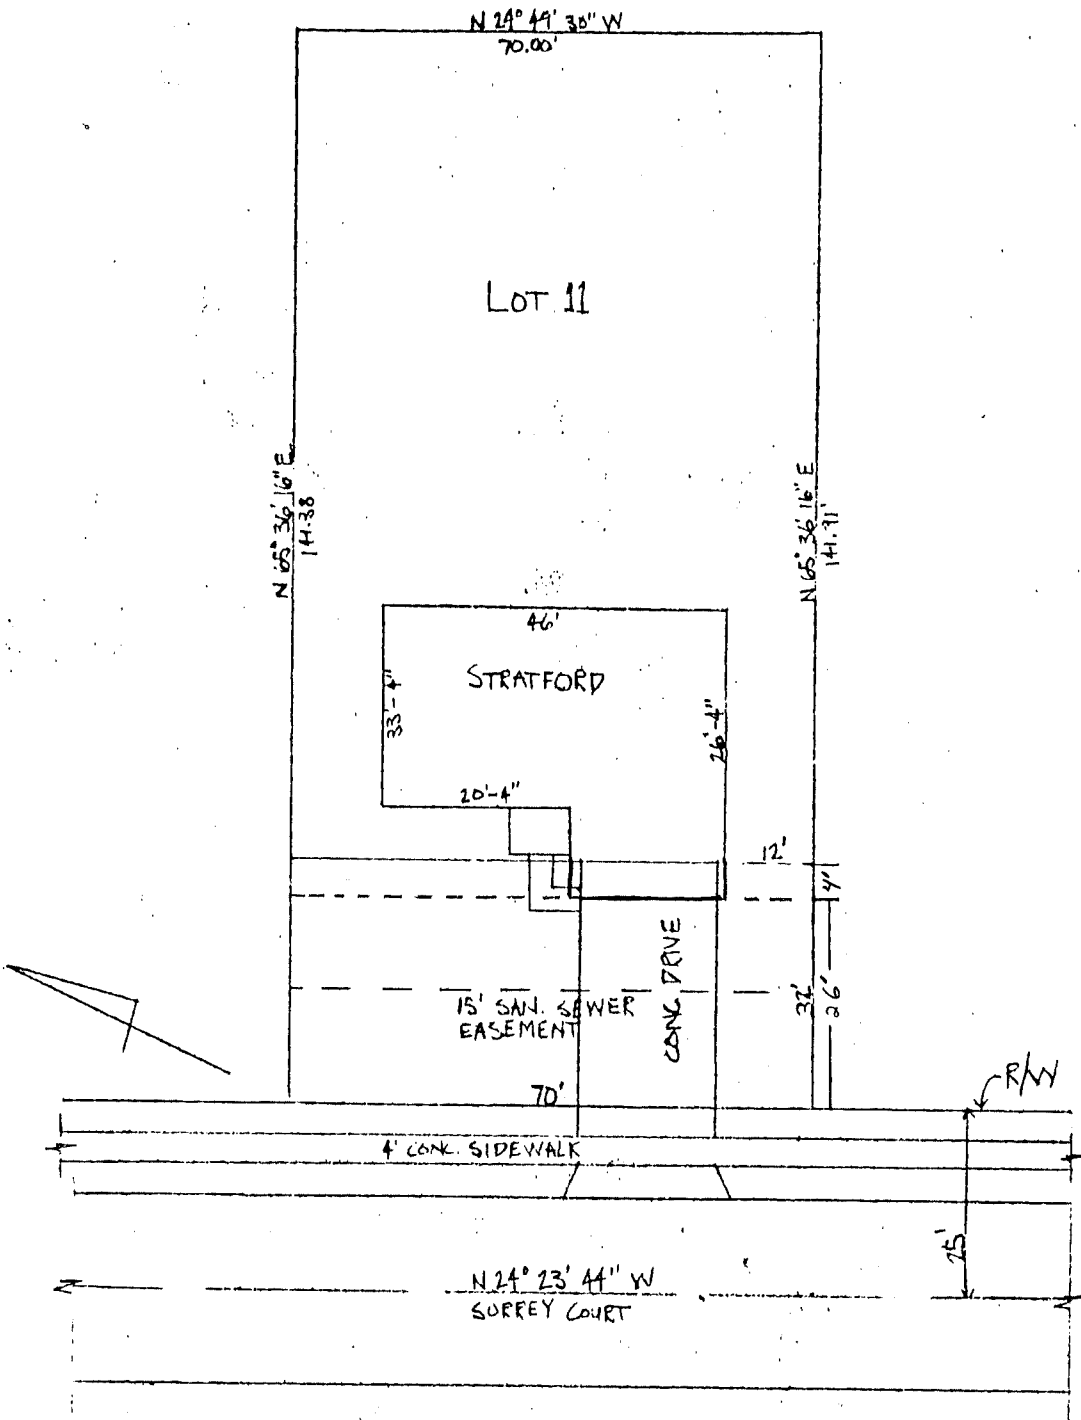 N 24° 49' 30" W
70.00'
LOT 11
N 65° 36' 16" E
141.38
N 65° 36' 16" E
141.91'
46'
STRATFORD
33'-4"
26'-4"
20'-4"
12'
4'
CONC. DRIVE
32'
26'
15' SAN. SEWER
EASEMENT
70'
R/W
4' CONC. SIDEWALK
25'
N 24° 23' 44" W
SURREY COURT